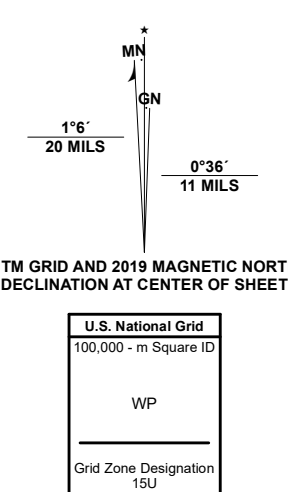 MN
GN
1°6´
20 MILS
0°36´
11 MILS
TM GRID AND 2019 MAGNETIC NORT
DECLINATION AT CENTER OF SHEET
U.S. National Grid
100,000 - m Square ID
WP
Grid Zone Designation
15U